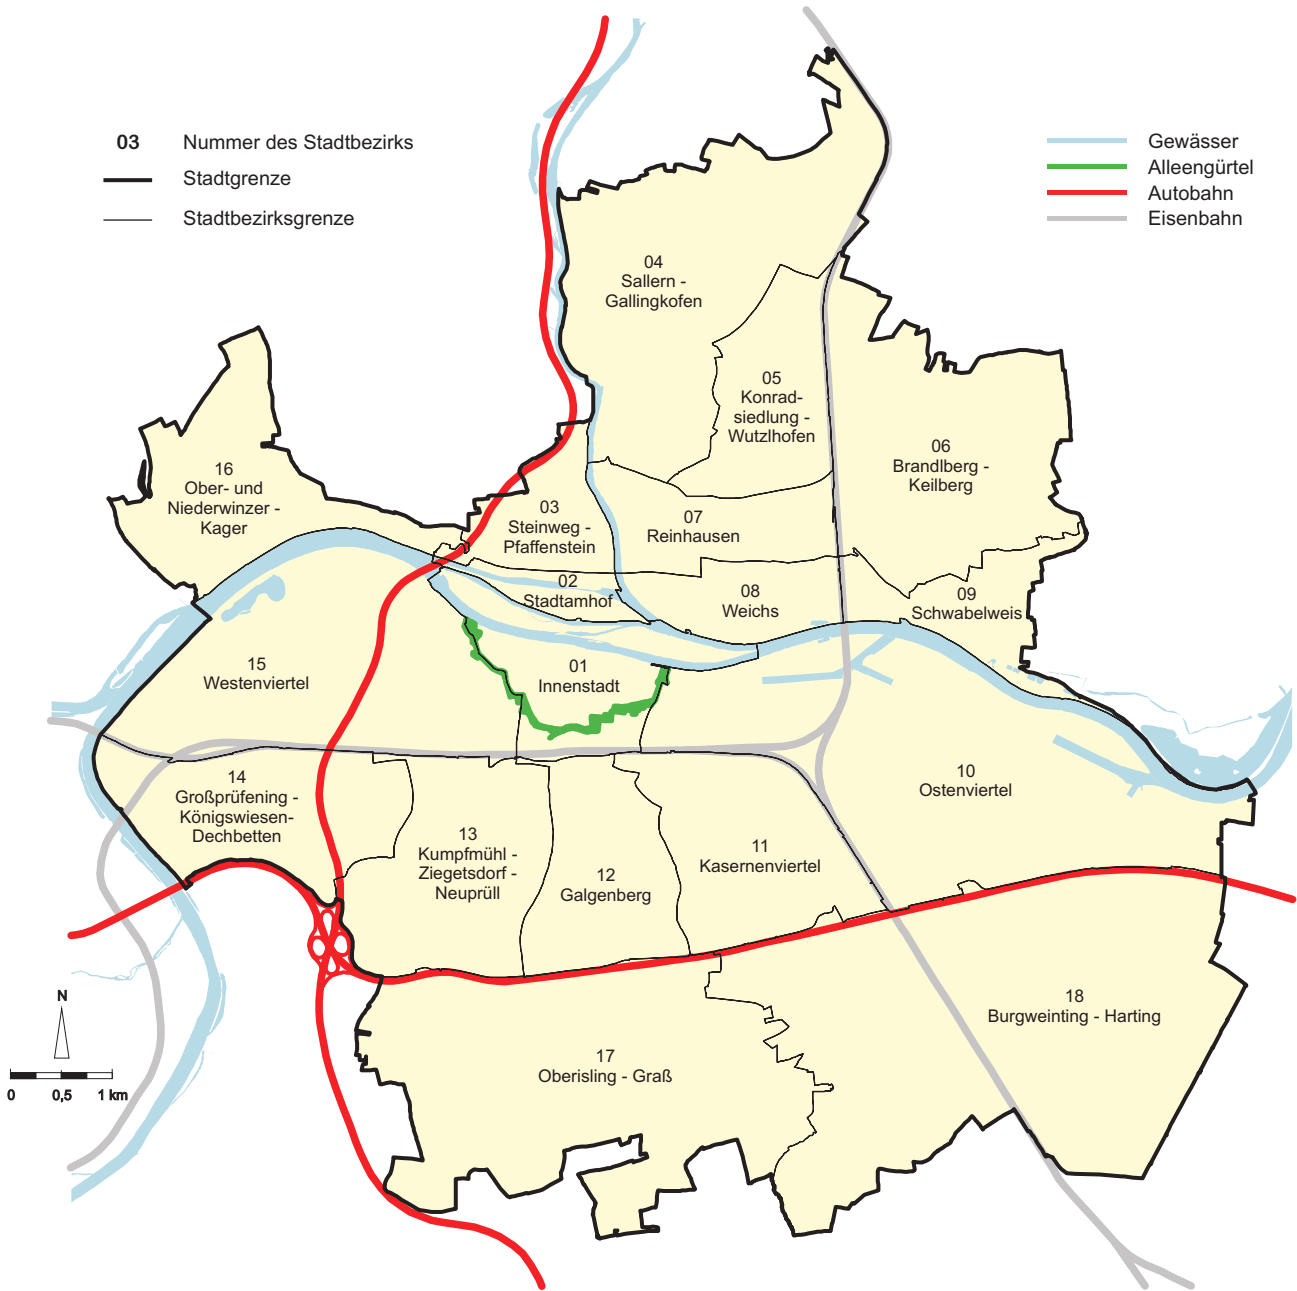 03 Nummer des Stadtbezirks
Stadtgrenze
Stadtbezirksgrenze
Gewässer
Alleengürtel
Autobahn
Eisenbahn
04
Sallern -
Gallingkofen
05
Konrad-
siedlung -
Wutzlhofen
06
Brandlberg -
Keilberg
16
Ober- und
Niederwinzer -
Kager
03
Steinweg -
Pfaffenstein
07
Reinhausen
02
Stadtamhof
08
Weichs
09
Schwabelweis
15
Westenviertel
01
Innenstadt
10
Ostenviertel
14
Großprüfening -
Königswiesen-
Dechbetten
13
Kumpfmühl -
Ziegetsdorf -
Neuprüll
12
Galgenberg
11
Kasernenviertel
18
Burgweinting - Harting
17
Oberisling - Graß
N
0 0,5 1 km